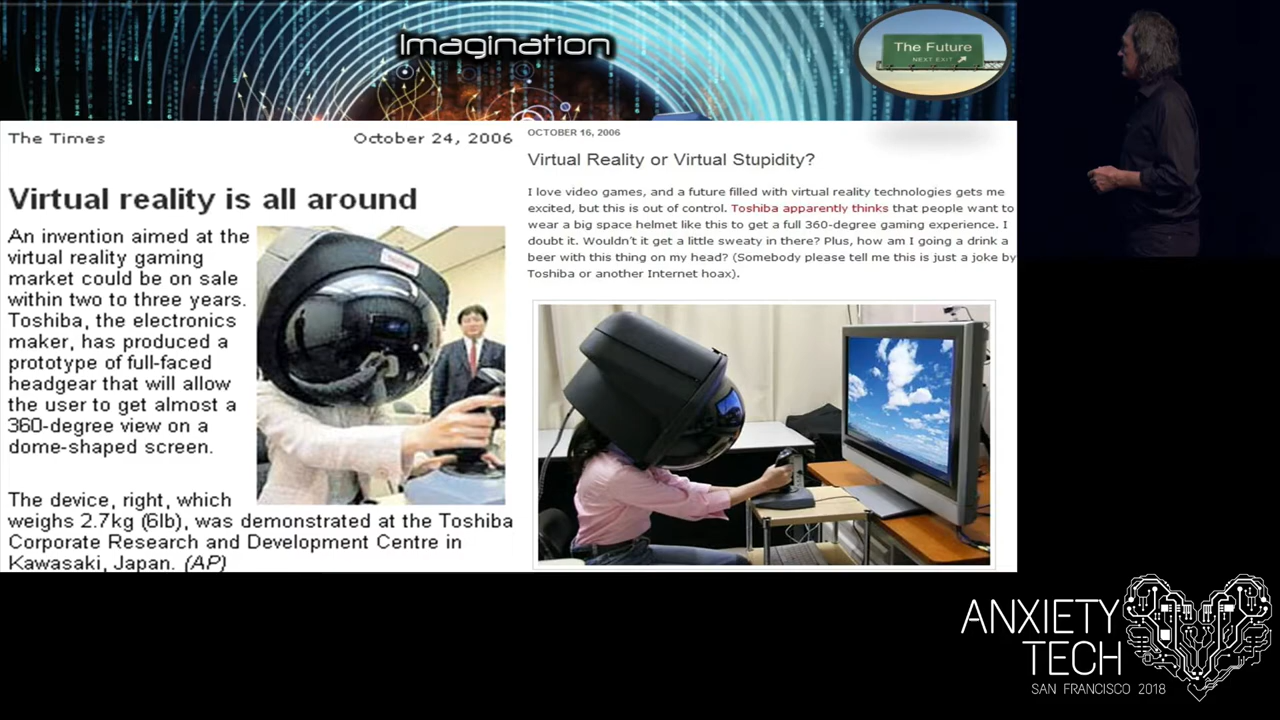 Imagination
The Future
NEXT EXIT
The Times
October 24, 2006
Virtual reality is all around
An invention aimed at the
virtual reality gaming
market could be on sale
within two to three years.
Toshiba, the electronics
maker, has produced a
prototype of full-faced
headgear that will allow
the user to get almost a
360-degree view on a
dome-shaped screen.
The device, right, which
weighs 2.7kg (6lb), was demonstrated at the Toshiba
Corporate Research and Development Centre in
Kawasaki, Japan. (AP)
OCTOBER 16, 2006
Virtual Reality or Virtual Stupidity?
I love video games, and a future filled with virtual reality technologies gets me
excited, but this is out of control. Toshiba apparently thinks that people want to
wear a big space helmet like this to get a full 360-degree gaming experience. I
doubt it. Wouldn't it get a little sweaty in there? Plus, how am I going a drink a
beer with this thing on my head? (Somebody please tell me this is just a joke by
Toshiba or another Internet hoax).
ANXIETY
TECH
SAN FRANCISCO 2018